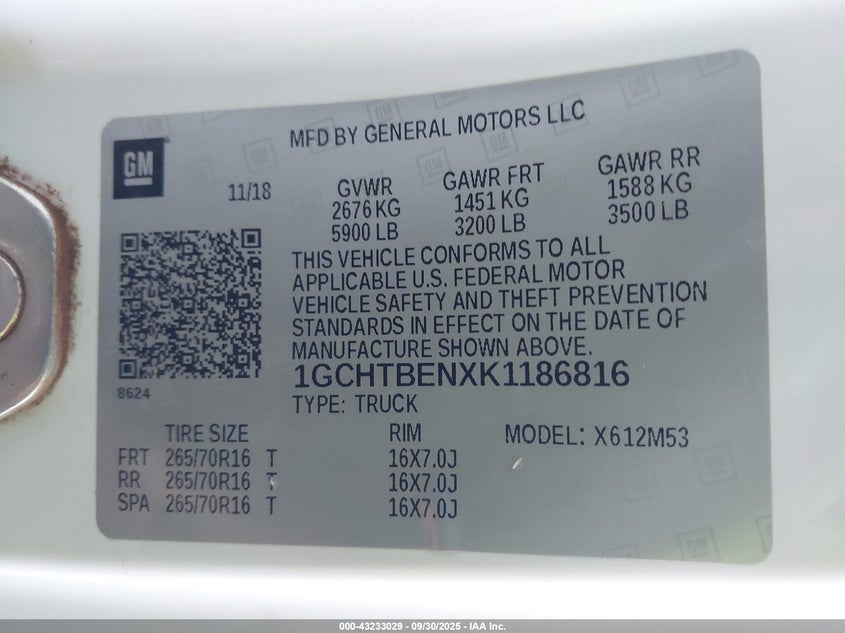 MFD BY GENERAL MOTORS LLC
GM
11/18
GVWR GAWR FRT GAWR RR
2676 KG 1451 KG 1588 KG
5900 LB 3200 LB 3500 LB
THIS VEHICLE CONFORMS TO ALL
APPLICABLE U.S. FEDERAL MOTOR
VEHICLE SAFETY AND THEFT PREVENTION
STANDARDS IN EFFECT ON THE DATE OF
MANUFACTURE SHOWN ABOVE.
8624
1GCHTBENXK1186816
TYPE: TRUCK
TIRE SIZE RIM MODEL: X612M53
FRT 265/70R16 T 16X7.0J
RR 265/70R16 T 16X7.0J
SPA 265/70R16 T 16X7.0J
000-43233029 - 09/30/2025 - IAA Inc.